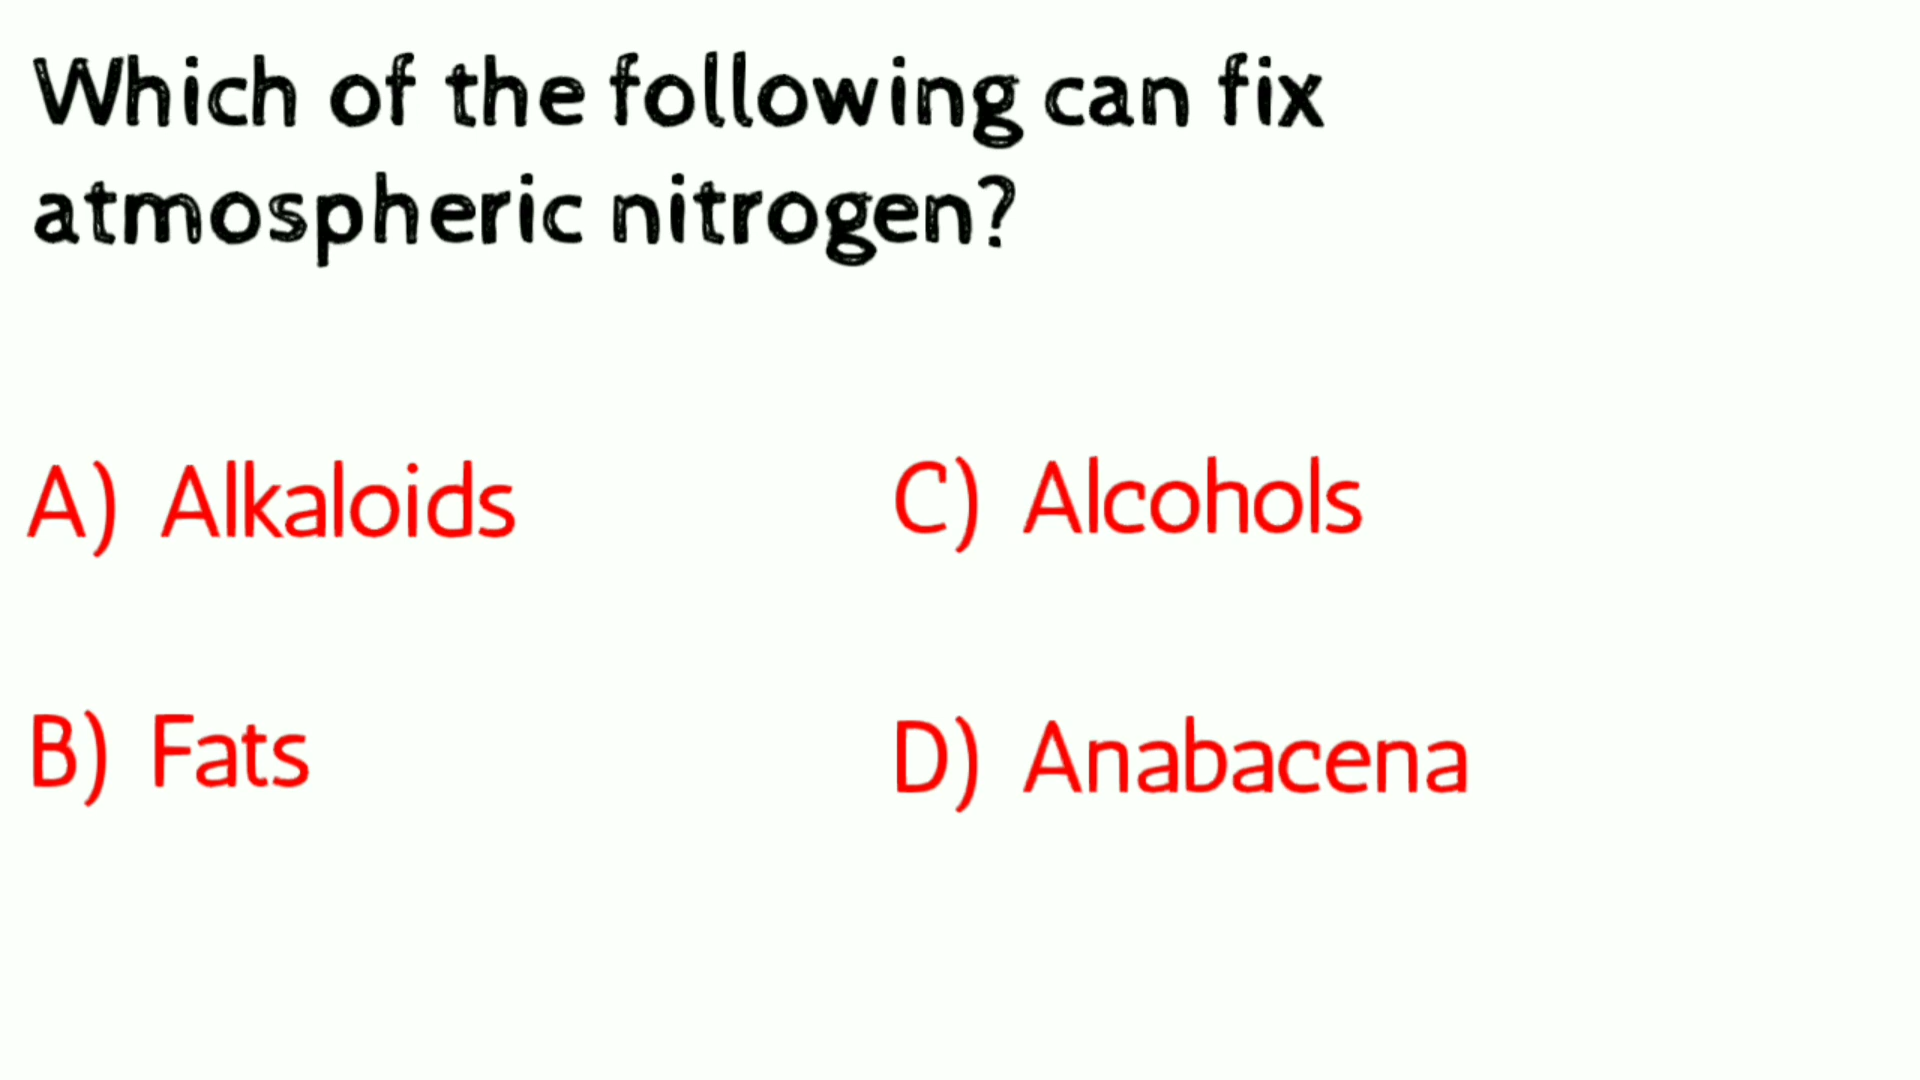 Which of the following can fix
atmospheric nitrogen?
A) Alkaloids
C) Alcohols
B) Fats
D) Anabacena